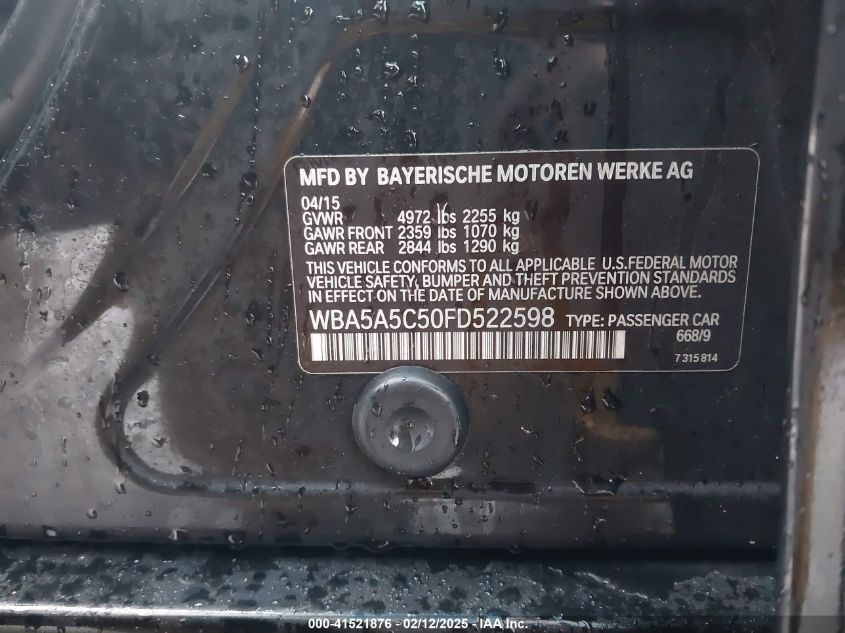 MFD BY BAYERISCHE MOTOREN WERKE AG
04/15
GVWR 4972 lbs 2255 kg
GAWR FRONT 2359 lbs 1070 kg
GAWR REAR 2844 lbs 1290 kg
THIS VEHICLE CONFORMS TO ALL APPLICABLE U.S.FEDERAL MOTOR
VEHICLE SAFETY, BUMPER AND THEFT PREVENTION STANDARDS
IN EFFECT ON THE DATE OF MANUFACTURE SHOWN ABOVE.
WBA5A5C50FD522598 TYPE: PASSENGER CAR
668/9
7 315 814
000-41521876 - 02/12/2025 - IAA Inc.